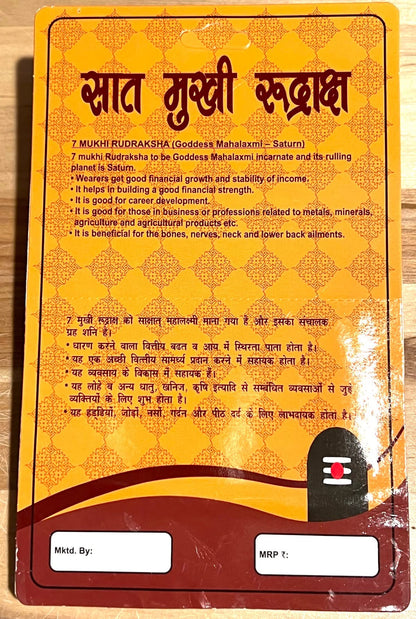 सात मुखी रूद्राक्ष
7 MUKHI RUDRAKSHA (Goddess Mahalaxmi – Saturn)
7 mukhi Rudraksha to be Goddess Mahalaxmi incarnate and its rulling
planet is Saturn.
• Wearers get good financial growth and stability of income.
• It helps in building a good financial strength.
• It is good for career development.
• It is good for those in business or professions related to metals, minerals,
agriculture and agricultural products etc.
• It is beneficial for the bones, nerves, neck and lower back ailments.
7 मुखी रूद्राक्ष को साक्षात महालक्ष्मी माना गया है और इसका संचालक
ग्रह शनि है।
• धारण करने वाला वित्तीय बढत व आय में स्थिरता पाता होता है।
• यह एक अच्छी वित्तीय सामर्थ्य प्रदान करने में सहायक होता है।
• यह व्यवसाय के विकास में सहायक हैं।
• यह लोहे व अन्य धातु, खनिज, कृषि इत्यादि से सम्बंधित व्यवसाओं से जुड़े
व्यक्तियों के लिए शुभ होता है।
• यह हडडियों, जोड़ों, नसों, गर्दन और पीठ दर्द के लिए लाभदायक होता है।
Mktd. By:
MRP ₹: